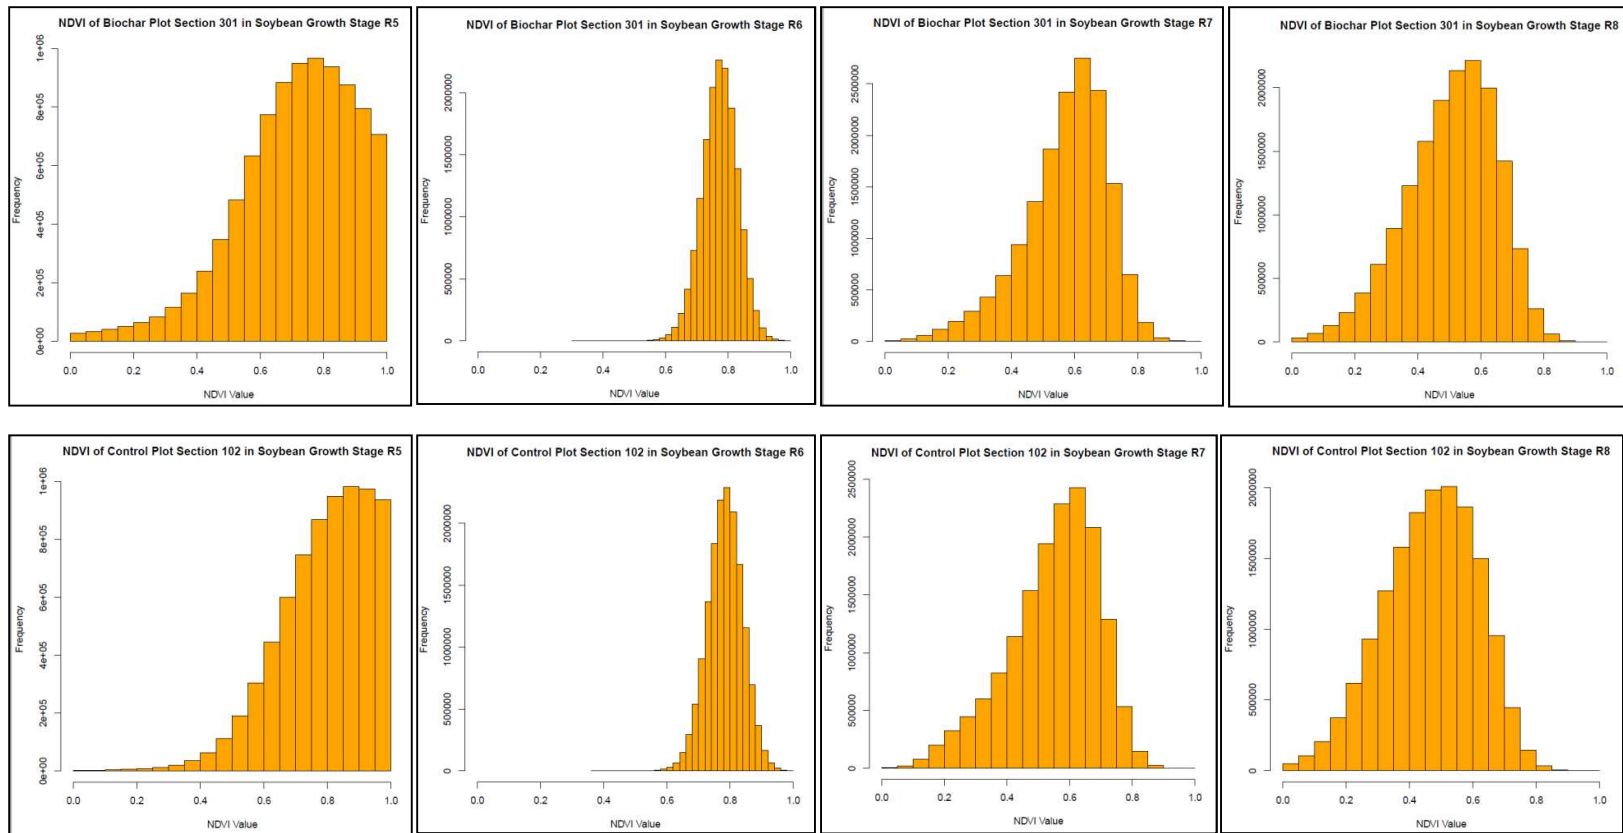 NDVI of Biochar Plot Section 301 in Soybean Growth Stage R5
Frequency
0e+00 2e+05 4e+05 6e+05 8e+05 1e+06
0.0 0.2 0.4 0.6 0.8 1.0
NDVI Value
NDVI of Biochar Plot Section 301 in Soybean Growth Stage R6
Frequency
0 500000 1000000 1500000 2000000
0.0 0.2 0.4 0.6 0.8 1.0
NDVI Value
NDVI of Biochar Plot Section 301 in Soybean Growth Stage R7
Frequency
0 500000 1000000 1500000 2000000 2500000
0.0 0.2 0.4 0.6 0.8 1.0
NDVI Value
NDVI of Biochar Plot Section 301 in Soybean Growth Stage R8
Frequency
0 500000 1000000 1500000 2000000
0.0 0.2 0.4 0.6 0.8 1.0
NDVI Value
NDVI of Control Plot Section 102 in Soybean Growth Stage R5
Frequency
0e+00 2e+05 4e+05 6e+05 8e+05 1e+06
0.0 0.2 0.4 0.6 0.8 1.0
NDVI Value
NDVI of Control Plot Section 102 in Soybean Growth Stage R6
Frequency
0 500000 1000000 1500000 2000000
0.0 0.2 0.4 0.6 0.8 1.0
NDVI Value
NDVI of Control Plot Section 102 in Soybean Growth Stage R7
Frequency
0 500000 1000000 1500000 2000000 2500000
0.0 0.2 0.4 0.6 0.8 1.0
NDVI Value
NDVI of Control Plot Section 102 in Soybean Growth Stage R8
Frequency
0 500000 1000000 1500000 2000000
0.0 0.2 0.4 0.6 0.8 1.0
NDVI Value